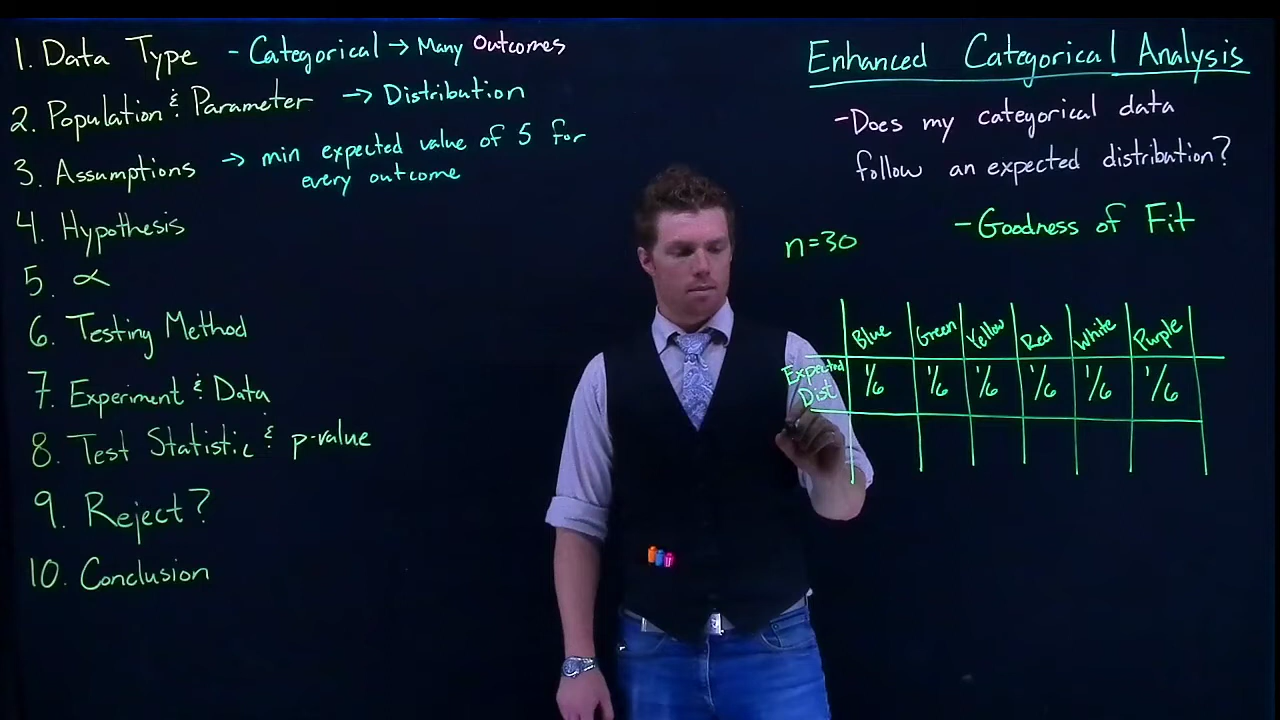 1. Data Type - Categorical → Many Outcomes
2. Population & Parameter → Distribution
3. Assumptions → min expected value of 5 for
every outcome
4. Hypothesis
5. α
6. Testing Method
7. Experiment & Data
8. Test Statistic & p-value
9. Reject?
10. Conclusion
Enhanced Categorical Analysis
-Does my categorical data
follow an expected distribution?
-Goodness of Fit
n=30
Blue Green Yellow Red White Purple
Expected
Dist 1/6 1/6 1/6 1/6 1/6 1/6